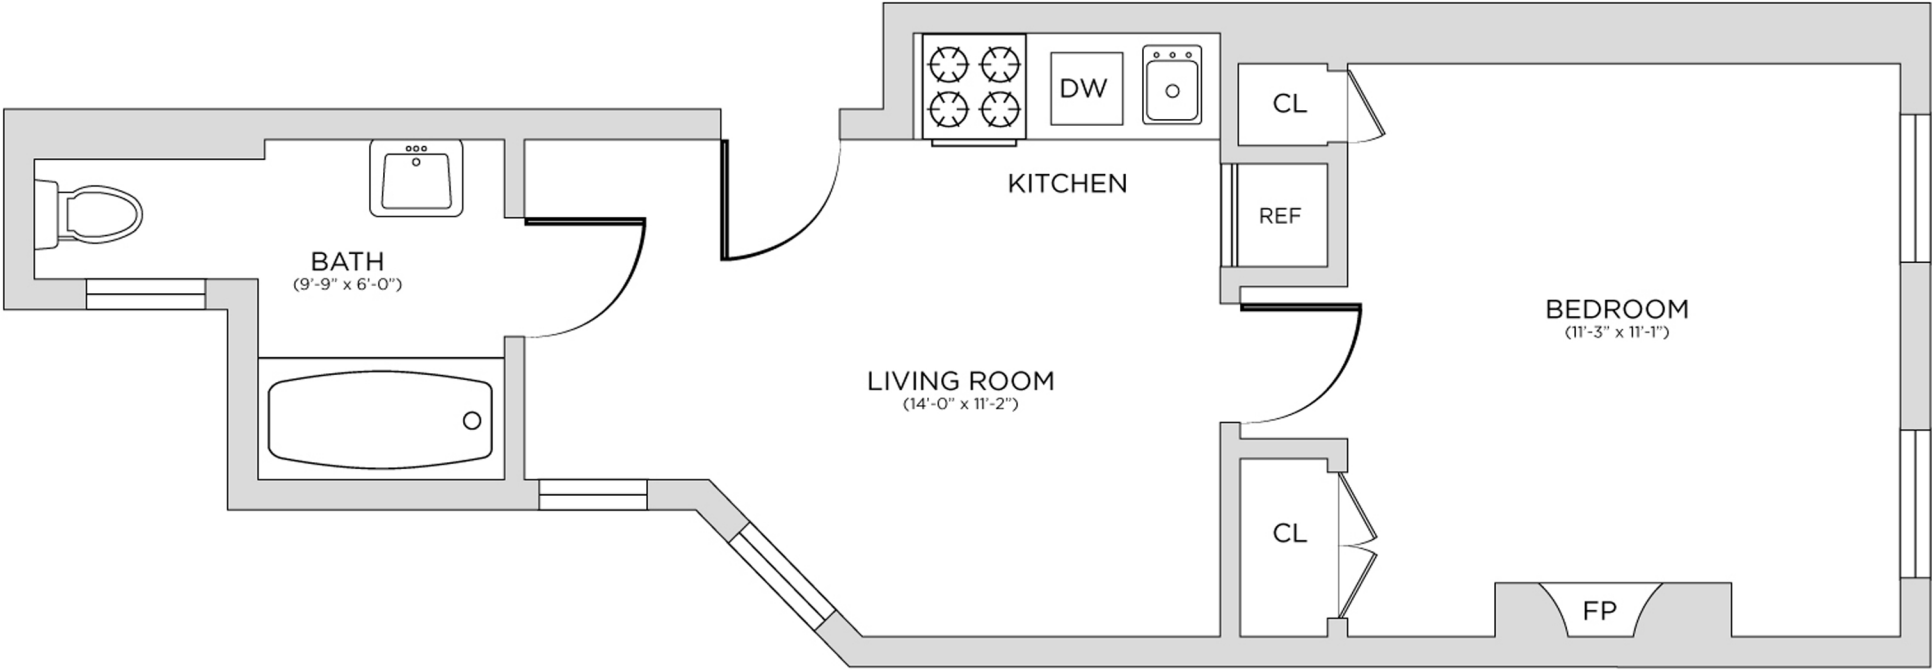 DW
CL
KITCHEN
REF
BATH
(9'-9" x 6'-0")
BEDROOM
(11'-3" x 11'-1")
LIVING ROOM
(14'-0" x 11'-2")
CL
FP